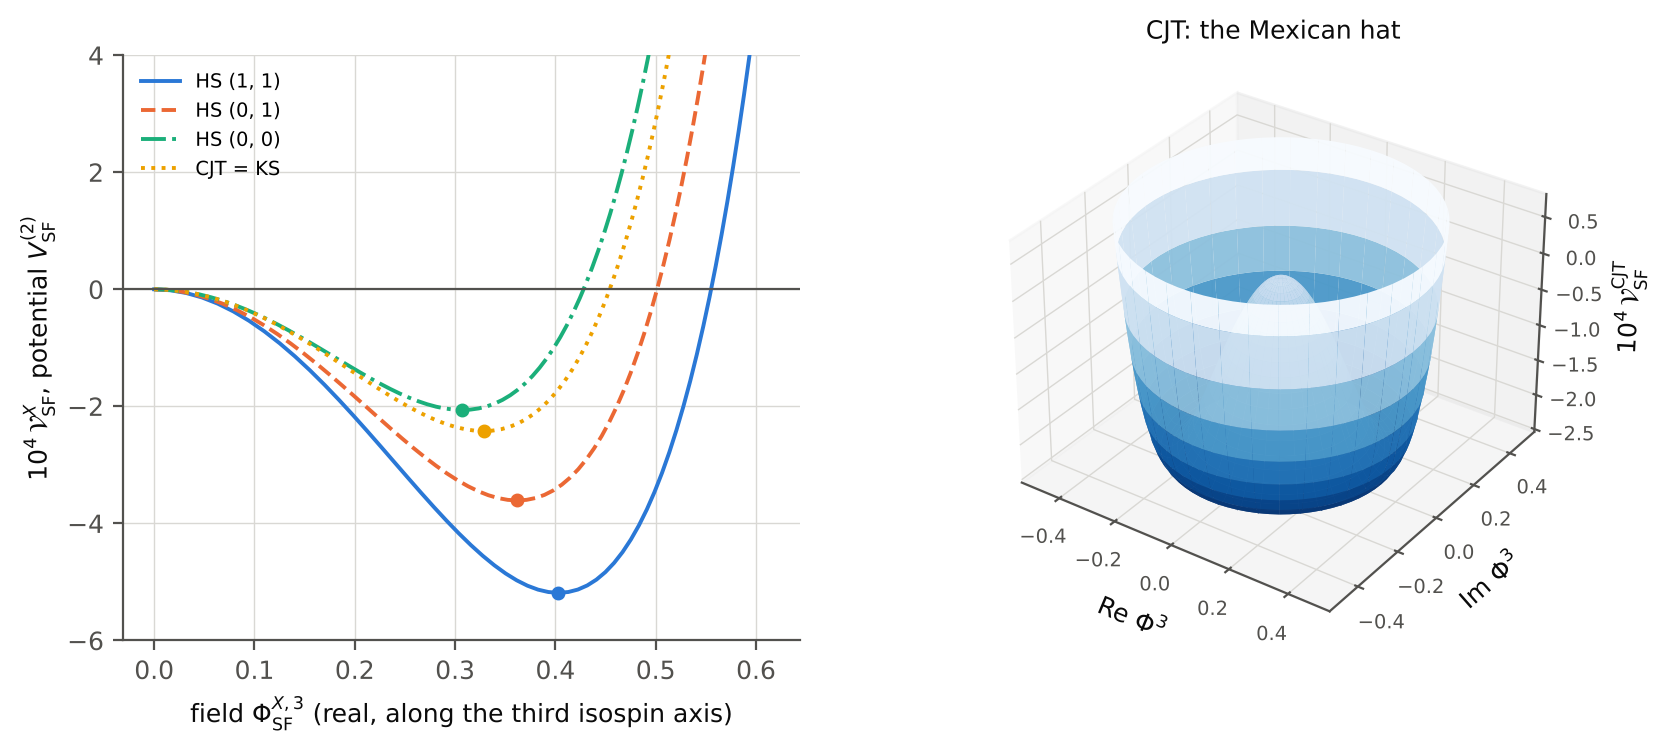 CJT: the Mexican hat
4
2
0
−2
−4
−6
HS (1, 1)
HS (0, 1)
HS (0, 0)
CJT = KS
10⁴ 𝒱^X_SF, potential V^(2)_SF
0.0 0.1 0.2 0.3 0.4 0.5 0.6
field Φ^X,3_SF (real, along the third isospin axis)
0.5
0.0
−0.5
−1.0
−1.5
−2.0
−2.5
10⁴ 𝒱^CJT_SF
−0.4
−0.2
0.0
0.2
0.4
Re Φ³
0.4
0.2
0.0
−0.2
−0.4
Im Φ³